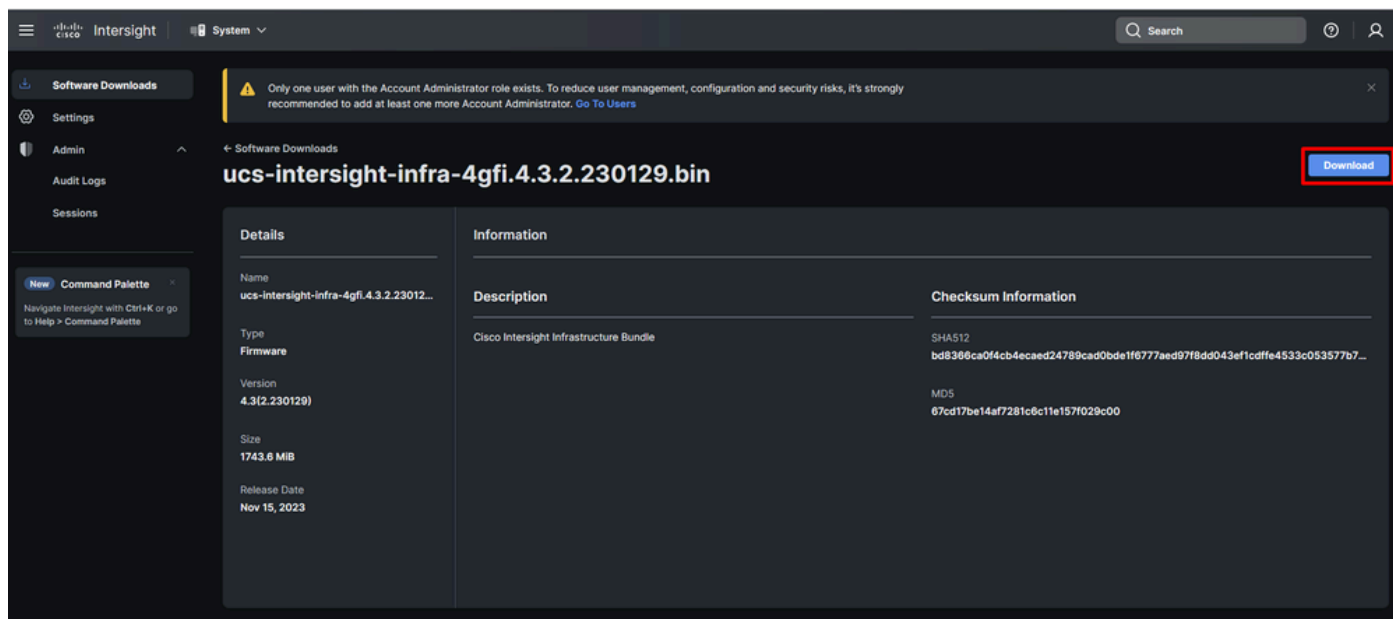 cisco Intersight
System
Search
Software Downloads
Settings
Admin
Audit Logs
Sessions
New Command Palette
Navigate Intersight with Ctrl+K or go
to Help > Command Palette
Only one user with the Account Administrator role exists. To reduce user management, configuration and security risks, it's strongly
recommended to add at least one more Account Administrator. Go To Users
← Software Downloads
ucs-intersight-infra-4gfi.4.3.2.230129.bin
Download
Details
Name
ucs-intersight-infra-4gfi.4.3.2.23012...
Type
Firmware
Version
4.3(2.230129)
Size
1743.6 MiB
Release Date
Nov 15, 2023
Information
Description
Cisco Intersight Infrastructure Bundle
Checksum Information
SHA512
bd8366ca0f4cb4ecaed24789cad0bde1f6777aed97f8dd043ef1cdffe4533c053577b7...
MD5
67cd17be14af7281c6c11e157f029c00